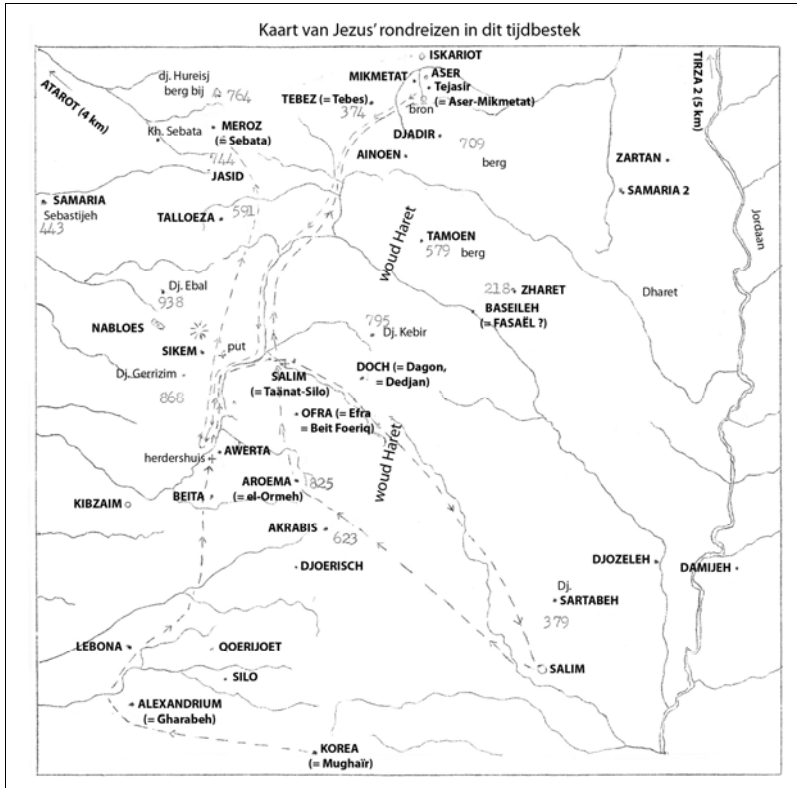 Kaart van Jezus' rondreizen in dit tijdbestek
ISKARIOT
ATAROT (4 km)
dj. Hureisj
berg bij
764
MIKMETAT
ASER
Tejasir
(= Aser-Mikmetat)
TIRZA 2 (5 km)
TEBEZ (= Tebes)
374
bron
Kh. Sebata
MEROZ
(= Sebata)
DJADIR
709
berg
AINOEN
744
JASID
ZARTAN
SAMARIA
Sebastijeh
443
SAMARIA 2
TALLOEZA
591
woud Haret
TAMOEN
579
berg
Jordaan
Dj. Ebal
938
218
ZHARET
Dharet
BASEILEH
(= FASAËL ?)
NABLOES
795
Dj. Kebir
SIKEM
put
Dj. Gerrizim
868
SALIM
(= Taänat-Silo)
DOCH (= Dagon,
= Dedjan)
OFRA (= Efra
= Beit Foeriq)
woud Haret
herdershuis
AWERTA
AROEMA
(= el-Ormeh)
825
BEITA
KIBZAIM
AKRABIS
623
DJOERISCH
DJOZELEH
DAMIJEH
Dj.
SARTABEH
379
LEBONA
QOERIJOET
SALIM
SILO
ALEXANDRIUM
(= Gharabeh)
KOREA
(= Mughaïr)